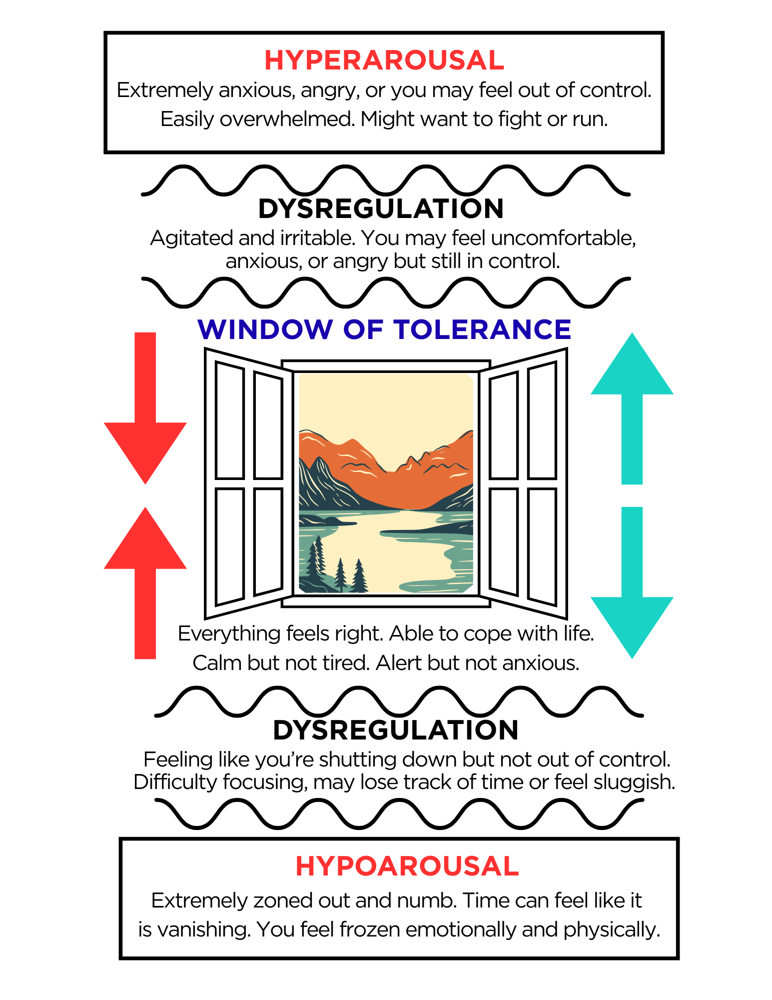 HYPERAROUSAL
Extremely anxious, angry, or you may feel out of control.
Easily overwhelmed. Might want to fight or run.
DYSREGULATION
Agitated and irritable. You may feel uncomfortable,
anxious, or angry but still in control.
WINDOW OF TOLERANCE
Everything feels right. Able to cope with life.
Calm but not tired. Alert but not anxious.
DYSREGULATION
Feeling like you’re shutting down but not out of control.
Difficulty focusing, may lose track of time or feel sluggish.
HYPOAROUSAL
Extremely zoned out and numb. Time can feel like it
is vanishing. You feel frozen emotionally and physically.